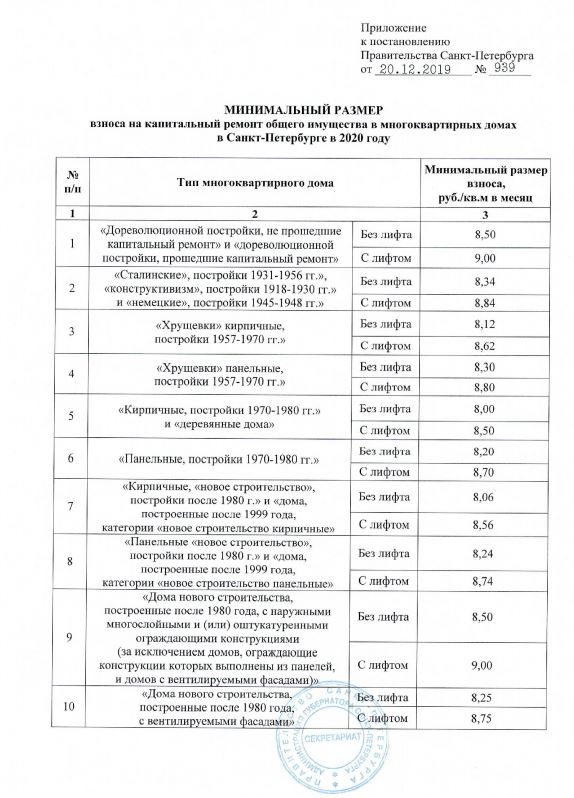 Приложение
к постановлению
Правительства Санкт-Петербурга
от 20.12.2019 № 939
МИНИМАЛЬНЫЙ РАЗМЕР
взноса на капитальный ремонт общего имущества в многоквартирных домах
в Санкт-Петербурге в 2020 году
№
п/п
Тип многоквартирного дома
Минимальный размер
взноса,
руб./кв.м в месяц
1 2 3
1
«Дореволюционной постройки, не прошедшие
капитальный ремонт» и «дореволюционной
постройки, прошедшие капитальный ремонт»
Без лифта 8,50
С лифтом 9,00
2
«Сталинские», постройки 1931-1956 гг.»,
«конструктивизм», постройки 1918-1930 гг.»
и «немецкие», постройки 1945-1948 гг.»
Без лифта 8,34
С лифтом 8,84
3
«Хрущевки» кирпичные,
постройки 1957-1970 гг.»
Без лифта 8,12
С лифтом 8,62
4
«Хрущевки» панельные,
постройки 1957-1970 гг.»
Без лифта 8,30
С лифтом 8,80
5
«Кирпичные, постройки 1970-1980 гг.»
и «деревянные дома»
Без лифта 8,00
С лифтом 8,50
6
«Панельные, постройки 1970-1980 гг.»
Без лифта 8,20
С лифтом 8,70
7
«Кирпичные, «новое строительство»,
постройки после 1980 г.» и «дома,
построенные после 1999 года,
категории «новое строительство кирпичные»
Без лифта 8,06
С лифтом 8,56
8
«Панельные «новое строительство»,
постройки после 1980 г.» и «дома,
построенные после 1999 года,
категории «новое строительство панельные»
Без лифта 8,24
С лифтом 8,74
9
«Дома нового строительства,
построенные после 1980 года, с наружными
многослойными и (или) оштукатуренными
ограждающими конструкциями
(за исключением домов, ограждающие
конструкции которых выполнены из панелей,
и домов с вентилируемыми фасадами)»
Без лифта 8,50
С лифтом 9,00
10
«Дома нового строительства,
построенные после 1980 года,
с вентилируемыми фасадами»
Без лифта 8,25
С лифтом 8,75
ПРАВИТЕЛЬСТВО САНКТ-ПЕТЕРБУРГА
АДМИНИСТРАЦИЯ ГУБЕРНАТОРА САНКТ-ПЕТЕРБУРГА
СЕКРЕТАРИАТ